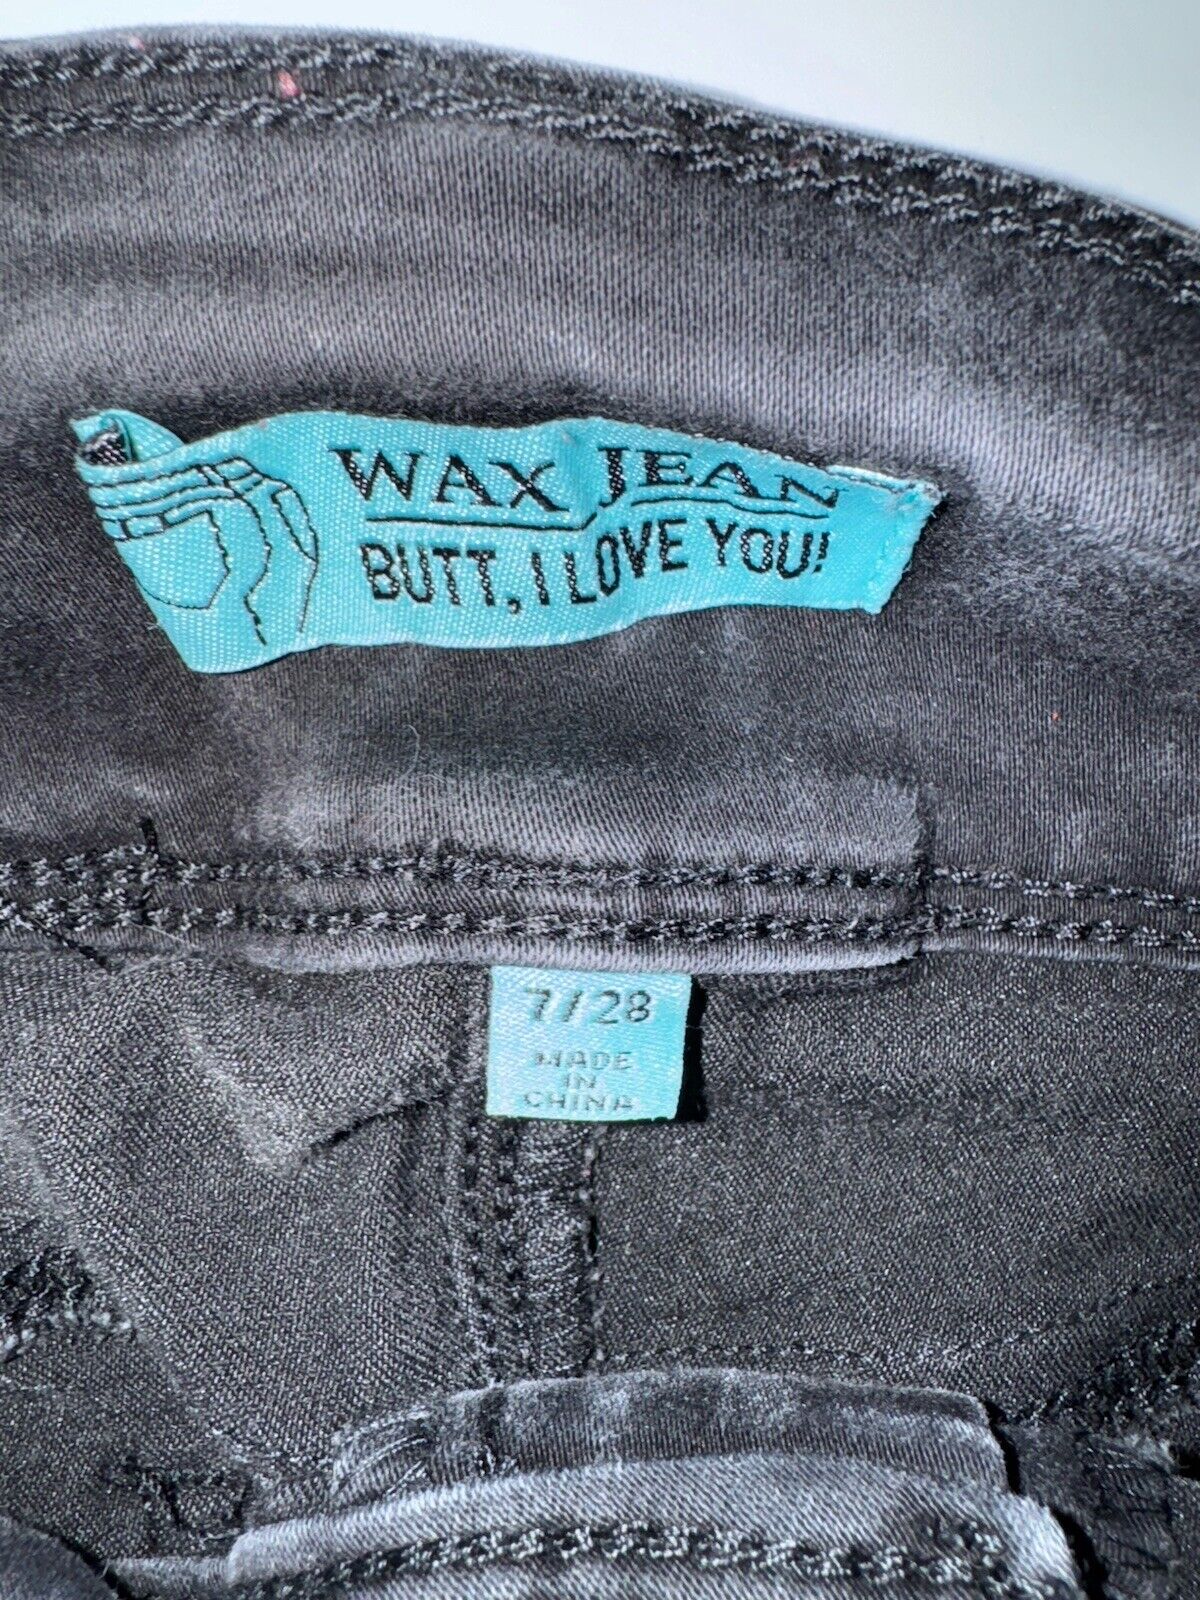 WAX JEAN
BUTT, I LOVE YOU!
7/28
MADE
IN
CHINA